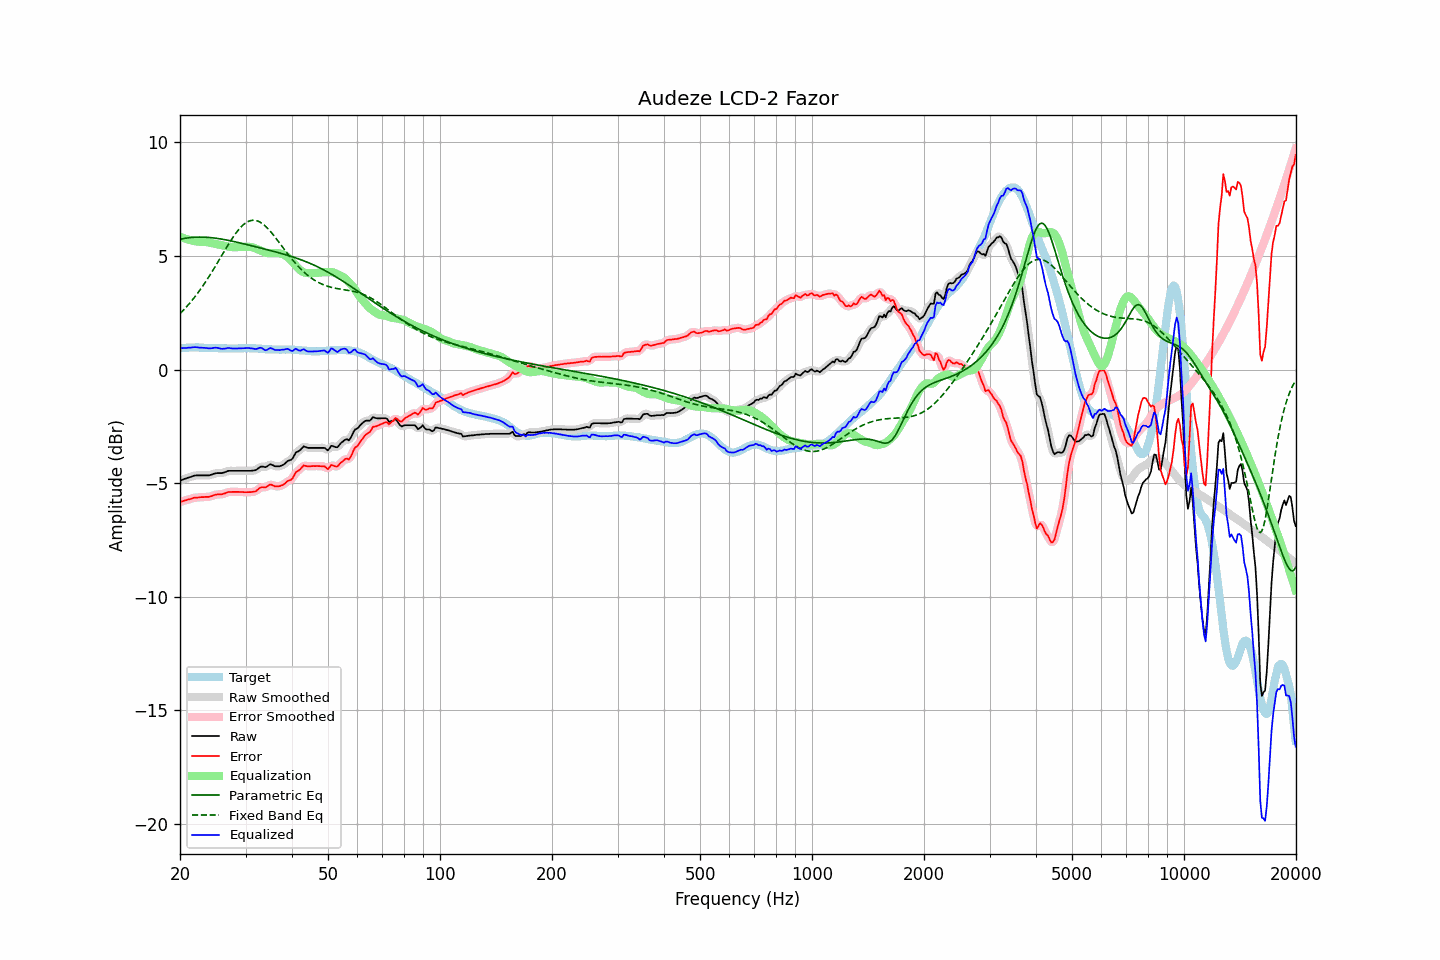 Audeze LCD-2 Fazor
10
5
0
−5
−10
−15
−20
Amplitude (dBr)
Target
Raw Smoothed
Error Smoothed
Raw
Error
Equalization
Parametric Eq
Fixed Band Eq
Equalized
20 50 100 200 500 1000 2000 5000 10000 20000
Frequency (Hz)